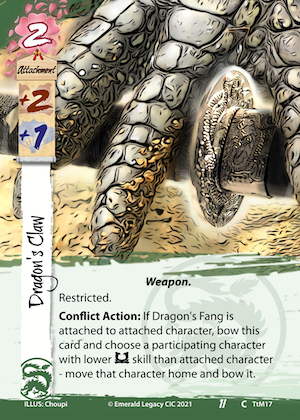 2
Attachment
+2
+1
Dragon's Claw
Weapon.
Restricted.
Conflict Action: If Dragon's Fang is
attached to attached character, bow this
card and choose a participating character
with lower skill than attached character
- move that character home and bow it.
ILLUS: Choupi
© Emerald Legacy CIC 2021
C TtM17